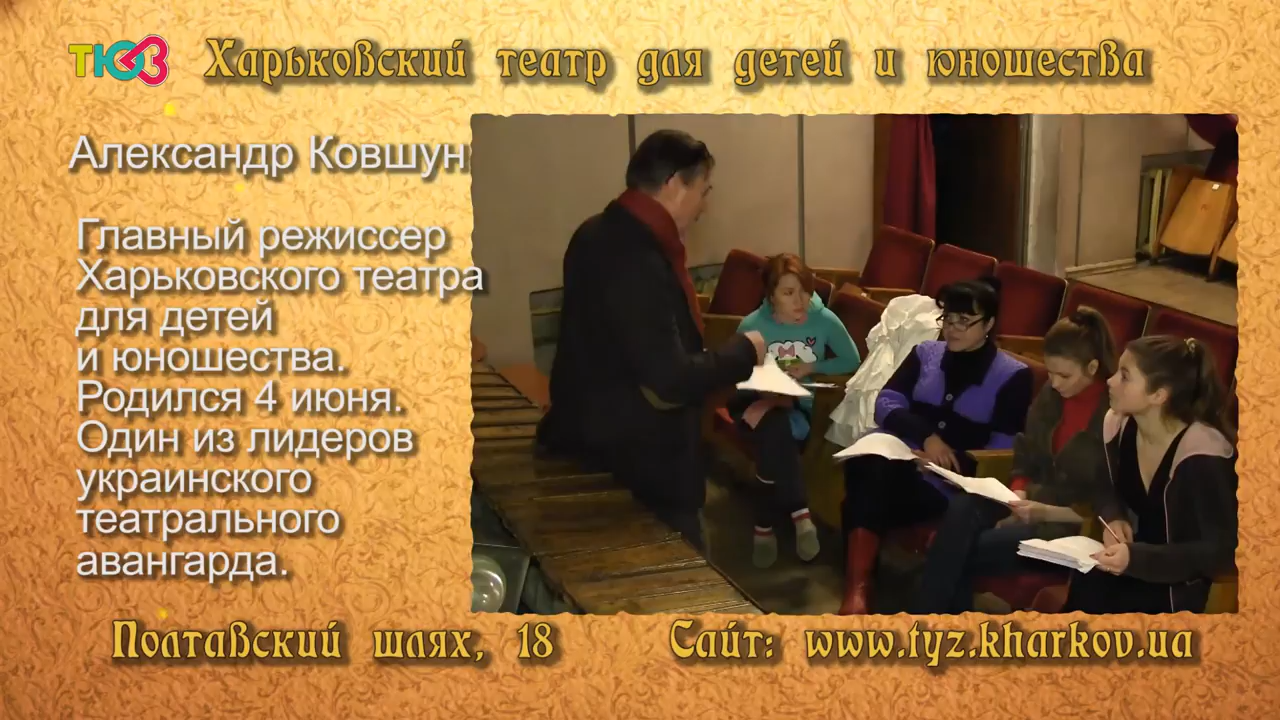 ТЮЗ
Харьковский театр для детей и юношества
Александр Ковшун
Главный режиссер
Харьковского театра
для детей
и юношества.
Родился 4 июня.
Один из лидеров
украинского
театрального
авангарда.
Полтавский шлях, 18
Сайт: www.tyz.kharkov.ua